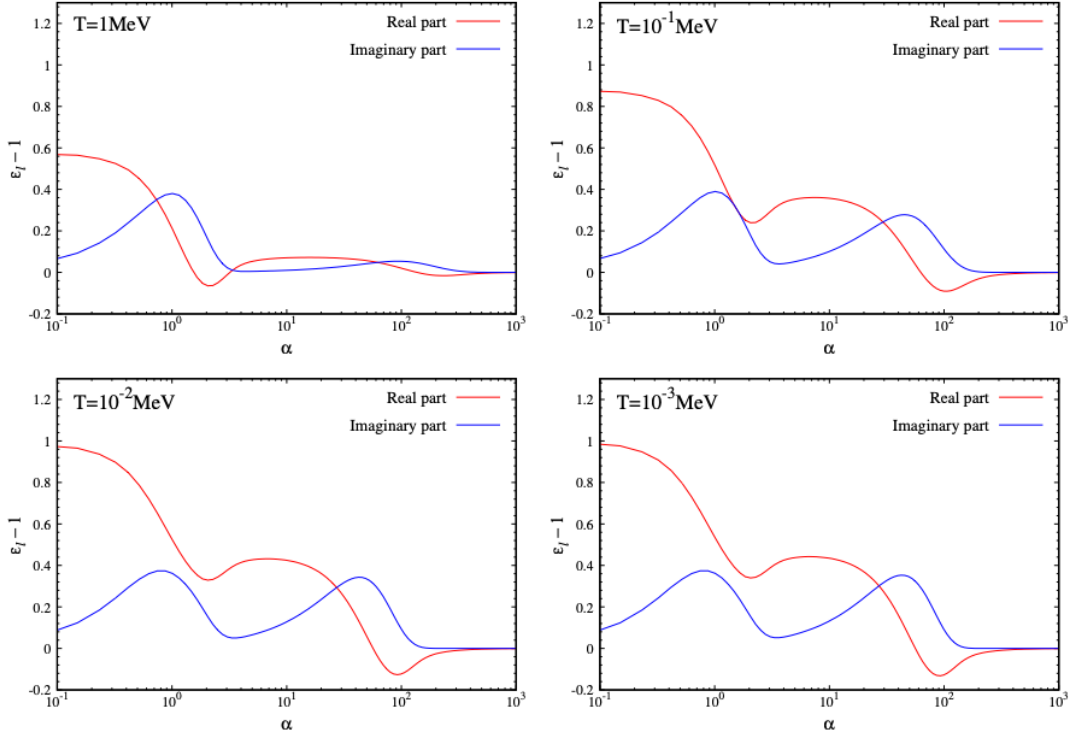 T=1MeV
Real part
Imaginary part
1.2
1
0.8
0.6
0.4
0.2
0
-0.2
ε_l − 1
10^-1
10^0
10^1
10^2
10^3
α
T=10^-1MeV
Real part
Imaginary part
1.2
1
0.8
0.6
0.4
0.2
0
-0.2
ε_l − 1
10^-1
10^0
10^1
10^2
10^3
α
T=10^-2MeV
Real part
Imaginary part
1.2
1
0.8
0.6
0.4
0.2
0
-0.2
ε_l − 1
10^-1
10^0
10^1
10^2
10^3
α
T=10^-3MeV
Real part
Imaginary part
1.2
1
0.8
0.6
0.4
0.2
0
-0.2
ε_l − 1
10^-1
10^0
10^1
10^2
10^3
α